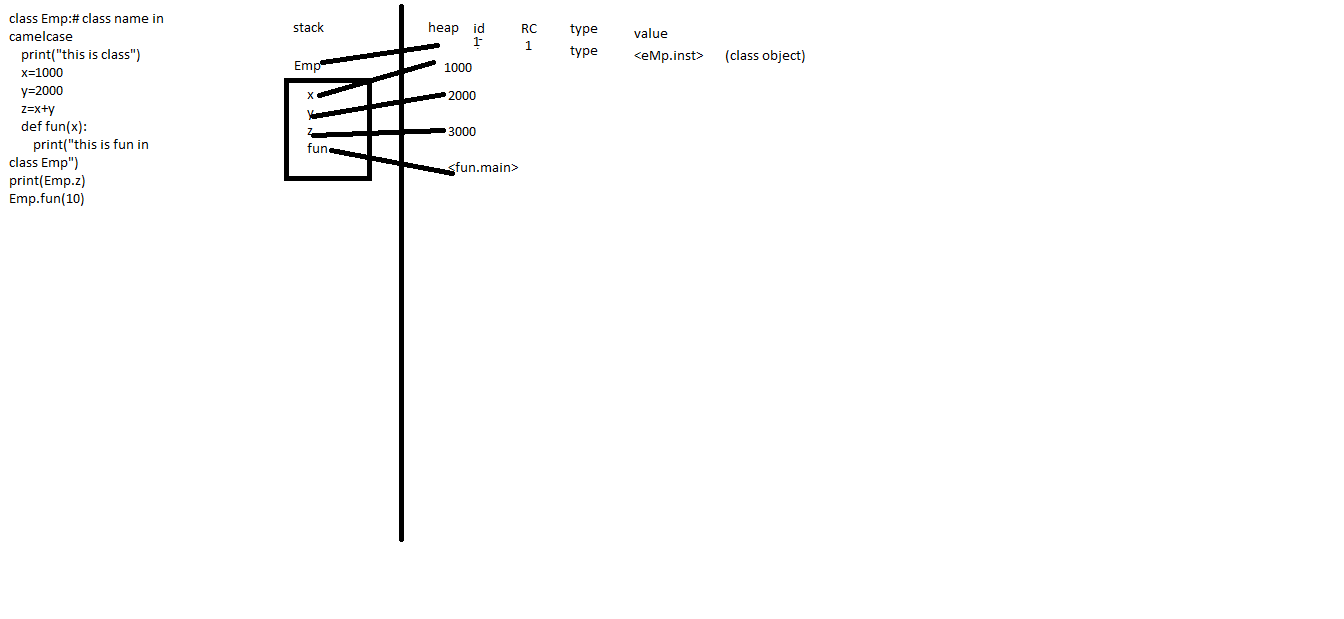 class Emp:# class name in
camelcase
print("this is class")
x=1000
y=2000
z=x+y
def fun(x):
print("this is fun in
class Emp")
print(Emp.z)
Emp.fun(10)
stack
Emp
x
y
z
fun
heap id RC type value
1 1 type <eMp.inst> (class object)
1000
2000
3000
<fun.main>